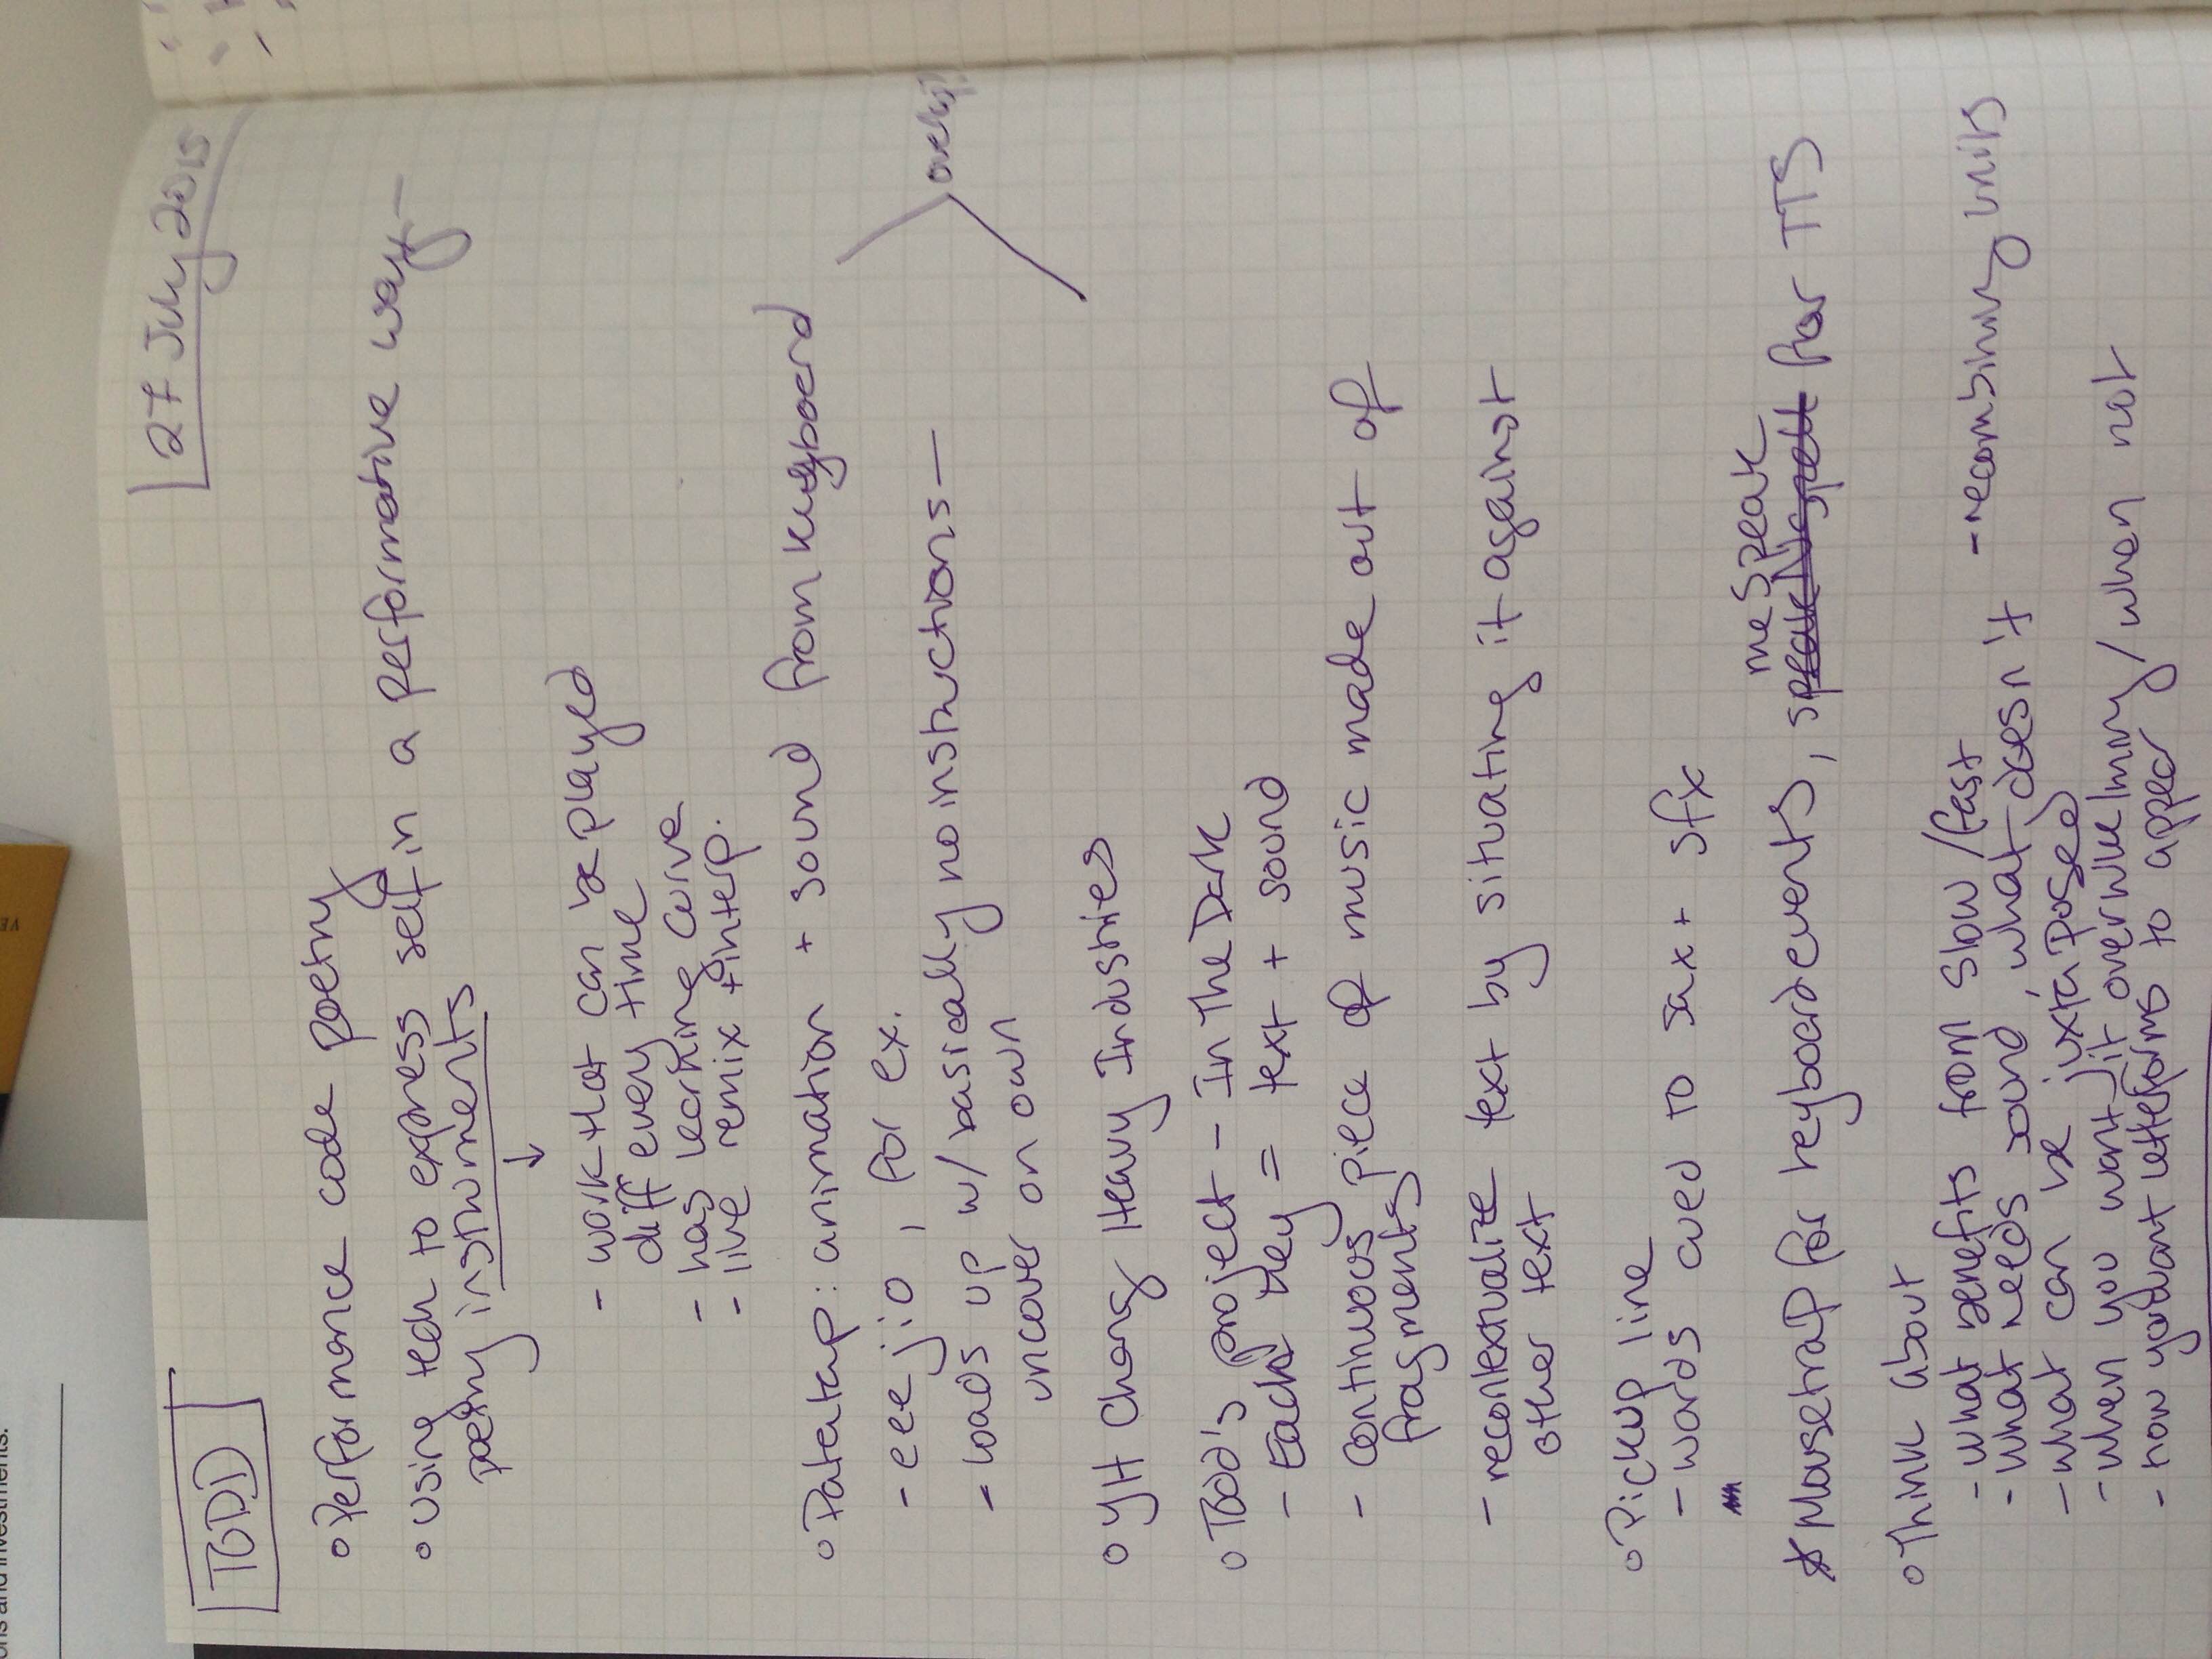 ons and investments.
VE
27 July 2015
TODD
Performance code poetry
using tech to express self in a performative way—
poetry instruments
↓
- work that can be played
diff every time
- has learning curve
- like remix + interp.
Patatap: animation + sound from keyboard
- eee jio, for ex.
- loads up w/ basically no instructions—
uncover on own
overlap?
YH Chang Heavy Industries
Todd's project - In The Dark
- Each key = text + sound
- continuous piece of music made out of
fragments
- recontextualize text by situating it against
other text
Pickup line
- words cued to sax + sfx
meSpeak
* Mousetrap for keyboard events, speakNspell for TTS
Think about
- what benefits from slow/fast
- recombining units
- what needs sound, what doesn't
- what can be juxtaposed
- when you want it overwhelming/when not
- how you want letterforms to appear